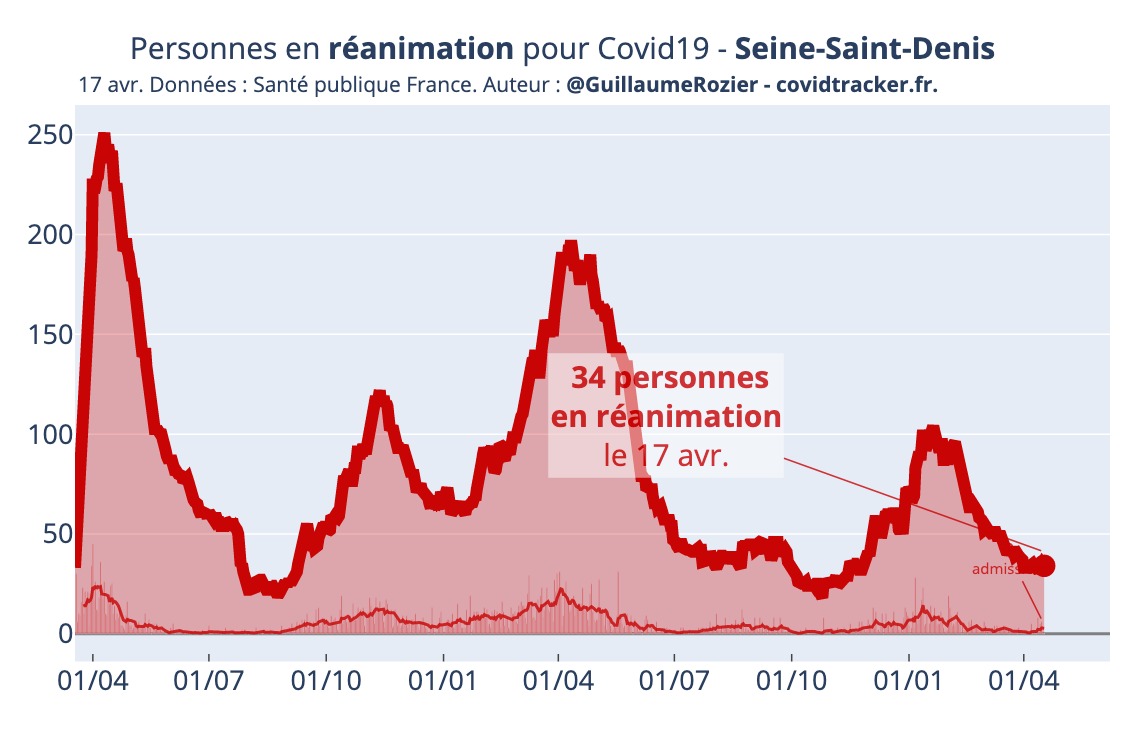 Personnes en réanimation pour Covid19 - Seine-Saint-Denis
17 avr. Données : Santé publique France. Auteur : @GuillaumeRozier - covidtracker.fr.
250
200
150
100
50
0
34 personnes
en réanimation
le 17 avr.
admiss
01/04 01/07 01/10 01/01 01/04 01/07 01/10 01/01 01/04